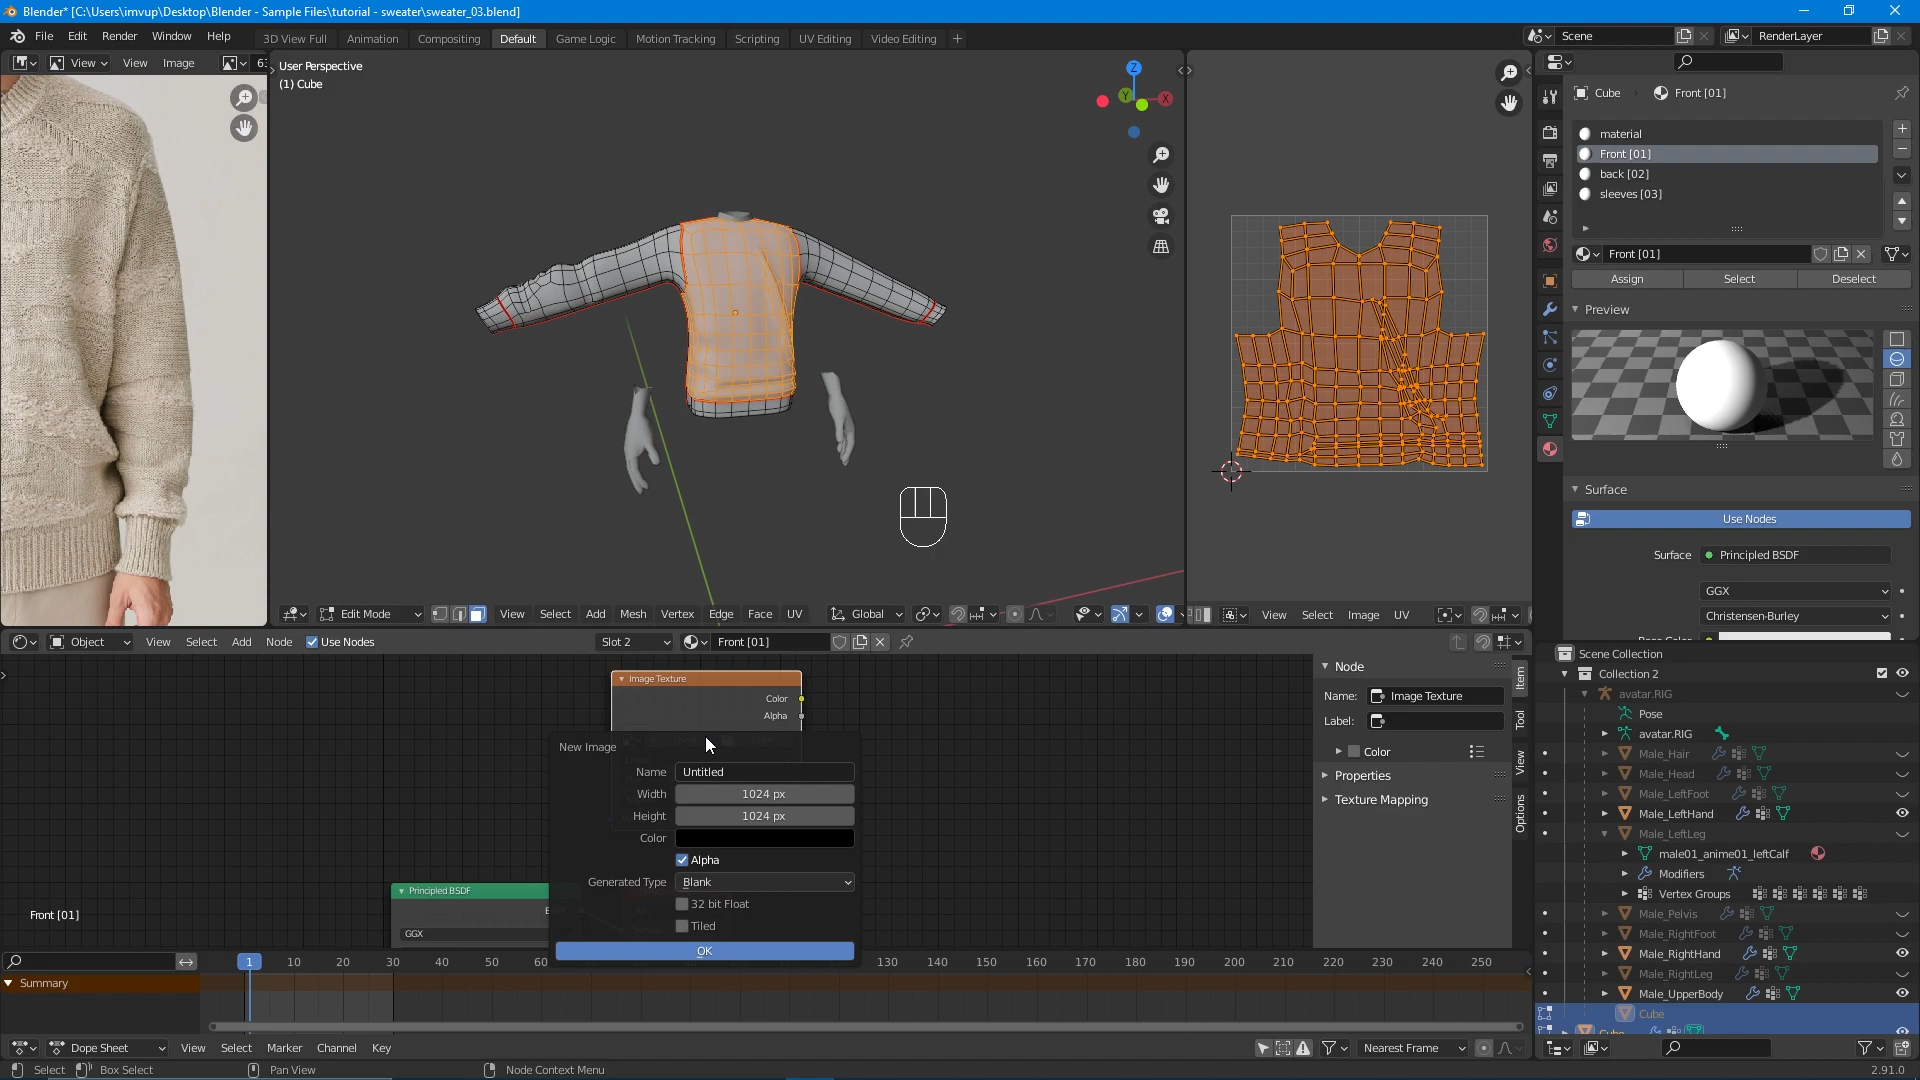 Blender* [C:\Users\imvup\Desktop\Blender - Sample Files\tutorial - sweater\sweater_03.blend]
File Edit Render Window Help 3D View Full Animation Compositing Default Game Logic Motion Tracking Scripting UV Editing Video Editing + Scene RenderLayer
View View Image 6
User Perspective
(1) Cube
Z
Y
X
Cube Front [01]
material
Front [01]
back [02]
sleeves [03]
Front [01]
Assign Select Deselect
Preview
Surface
Use Nodes
Surface Principled BSDF
GGX
Christensen-Burley
Edit Mode View Select Add Mesh Vertex Edge Face UV Global
View Select Image UV
Object View Select Add Node Use Nodes Slot 2 Front [01]
Image Texture
Color
Alpha
New Image
Name Untitled
Width 1024 px
Height 1024 px
Color
Alpha
Generated Type Blank
32 bit Float
Tiled
OK
Principled BSDF
GGX
Front [01]
Node
Name: Image Texture
Label:
Color
Properties
Texture Mapping
Item
Tool
View
Options
Scene Collection
Collection 2
avatar.RIG
Pose
avatar.RIG
Male_Hair
Male_Head
Male_LeftFoot
Male_LeftHand
Male_LeftLeg
male01_anime01_leftCalf
Modifiers
Vertex Groups
Male_Pelvis
Male_RightFoot
Male_RightHand
Male_RightLeg
Male_UpperBody
Cube
1 10 20 30 40 50 60 130 140 150 160 170 180 190 200 210 220 230 240 250
Summary
Dope Sheet View Select Marker Channel Key Nearest Frame
Select Box Select Pan View Node Context Menu 2.91.0